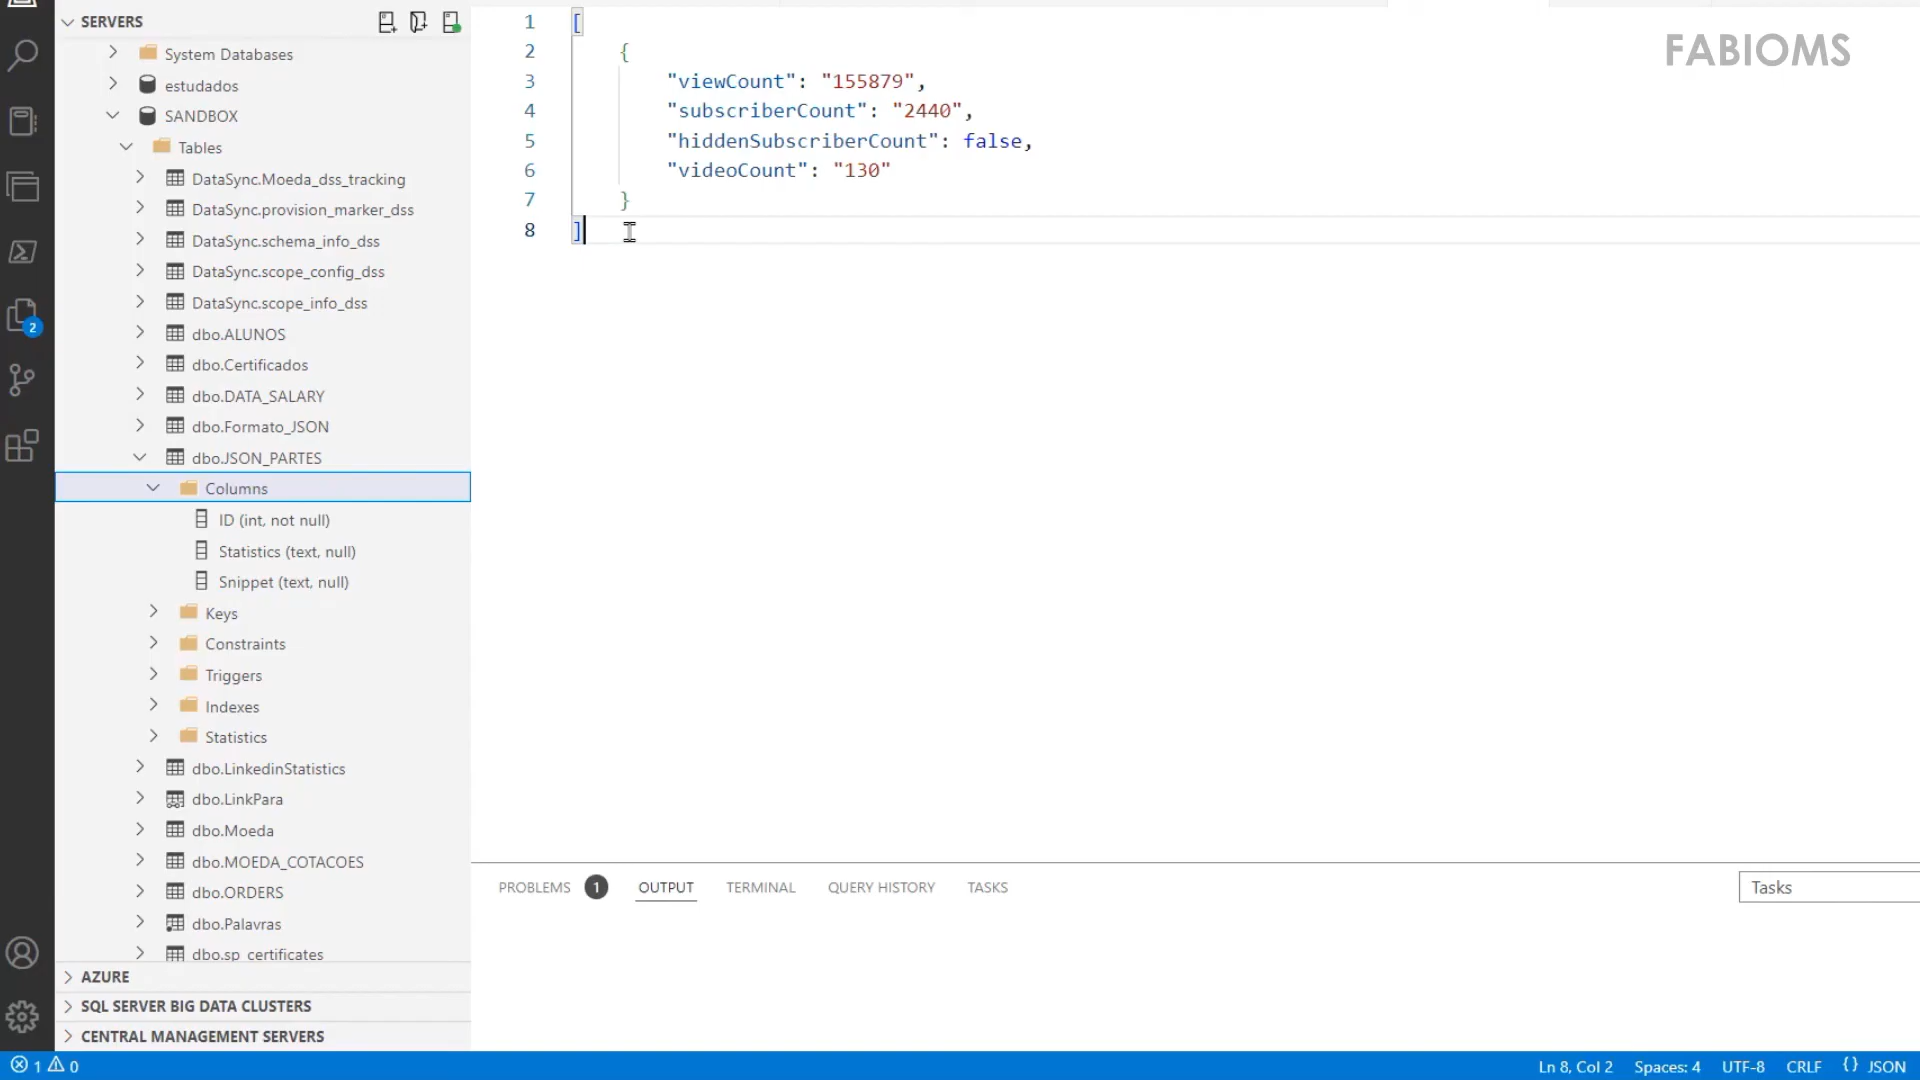 SERVERS
System Databases
estudados
SANDBOX
Tables
DataSync.Moeda_dss_tracking
DataSync.provision_marker_dss
DataSync.schema_info_dss
DataSync.scope_config_dss
DataSync.scope_info_dss
dbo.ALUNOS
dbo.Certificados
dbo.DATA_SALARY
dbo.Formato_JSON
dbo.JSON_PARTES
Columns
ID (int, not null)
Statistics (text, null)
Snippet (text, null)
Keys
Constraints
Triggers
Indexes
Statistics
dbo.LinkedinStatistics
dbo.LinkPara
dbo.Moeda
dbo.MOEDA_COTACOES
dbo.ORDERS
dbo.Palavras
dbo.sp_certificates
AZURE
SQL SERVER BIG DATA CLUSTERS
CENTRAL MANAGEMENT SERVERS
2
1 [
2 {
3 "viewCount": "155879",
4 "subscriberCount": "2440",
5 "hiddenSubscriberCount": false,
6 "videoCount": "130"
7 }
8 ]
FABIOMS
PROBLEMS 1 OUTPUT TERMINAL QUERY HISTORY TASKS
Tasks
1 0 Ln 8, Col 2 Spaces: 4 UTF-8 CRLF {} JSON